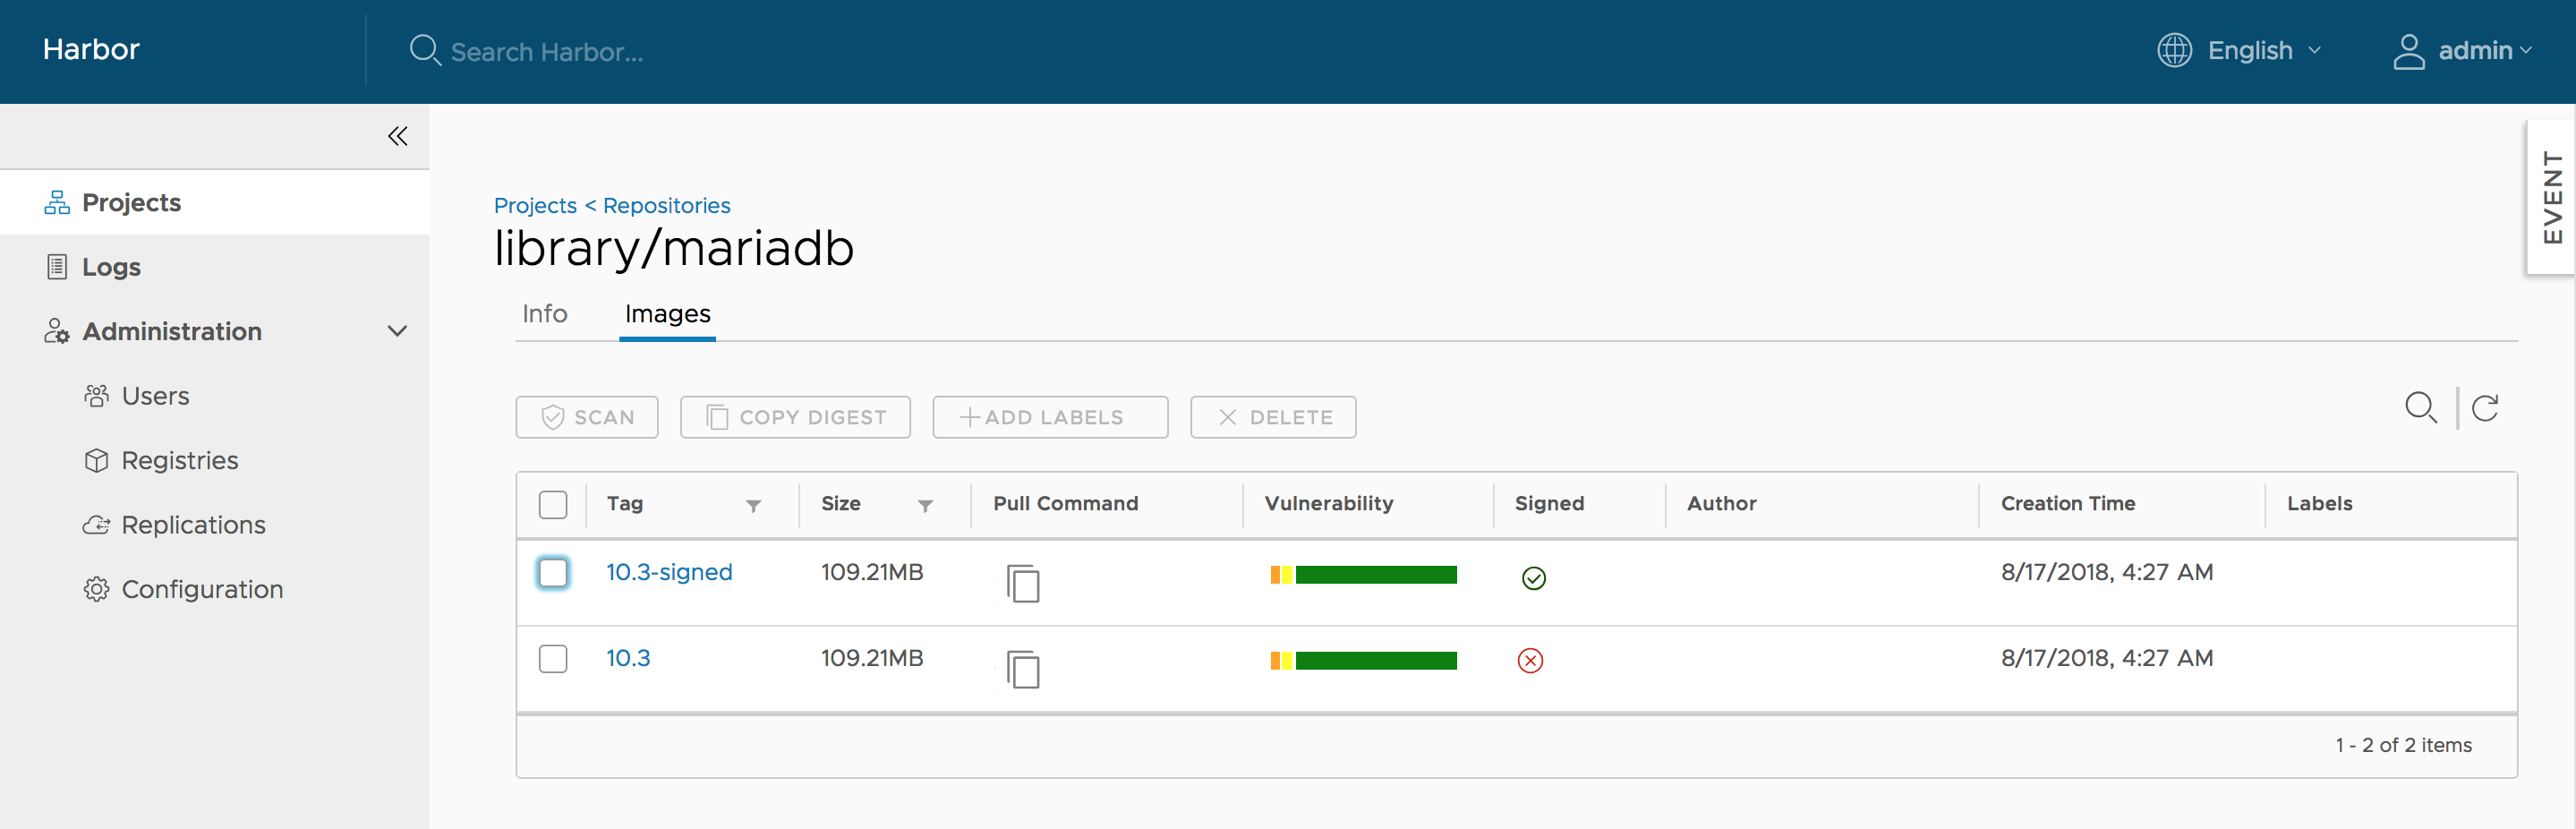 Harbor
Search Harbor...
English
admin
EVENT
Projects
Logs
Administration
Users
Registries
Replications
Configuration
Projects < Repositories
library/mariadb
Info Images
SCAN COPY DIGEST +ADD LABELS DELETE
Tag Size Pull Command Vulnerability Signed Author Creation Time Labels
10.3-signed 109.21MB 8/17/2018, 4:27 AM
10.3 109.21MB 8/17/2018, 4:27 AM
1 - 2 of 2 items